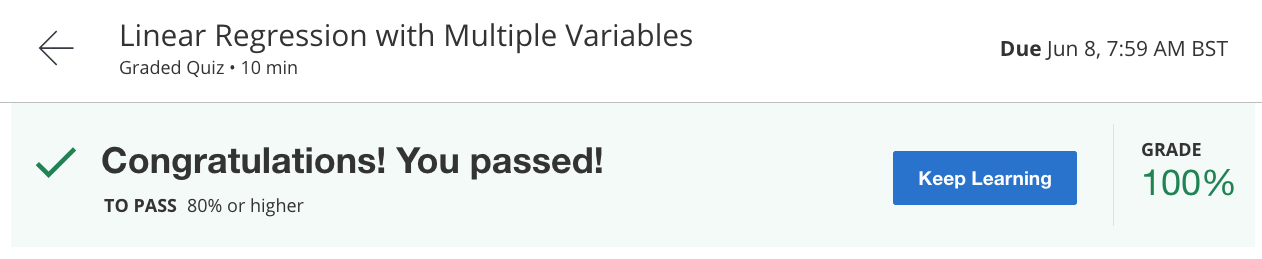 Linear Regression with Multiple Variables
Graded Quiz • 10 min
Due Jun 8, 7:59 AM BST
Congratulations! You passed!
TO PASS 80% or higher
Keep Learning
GRADE
100%